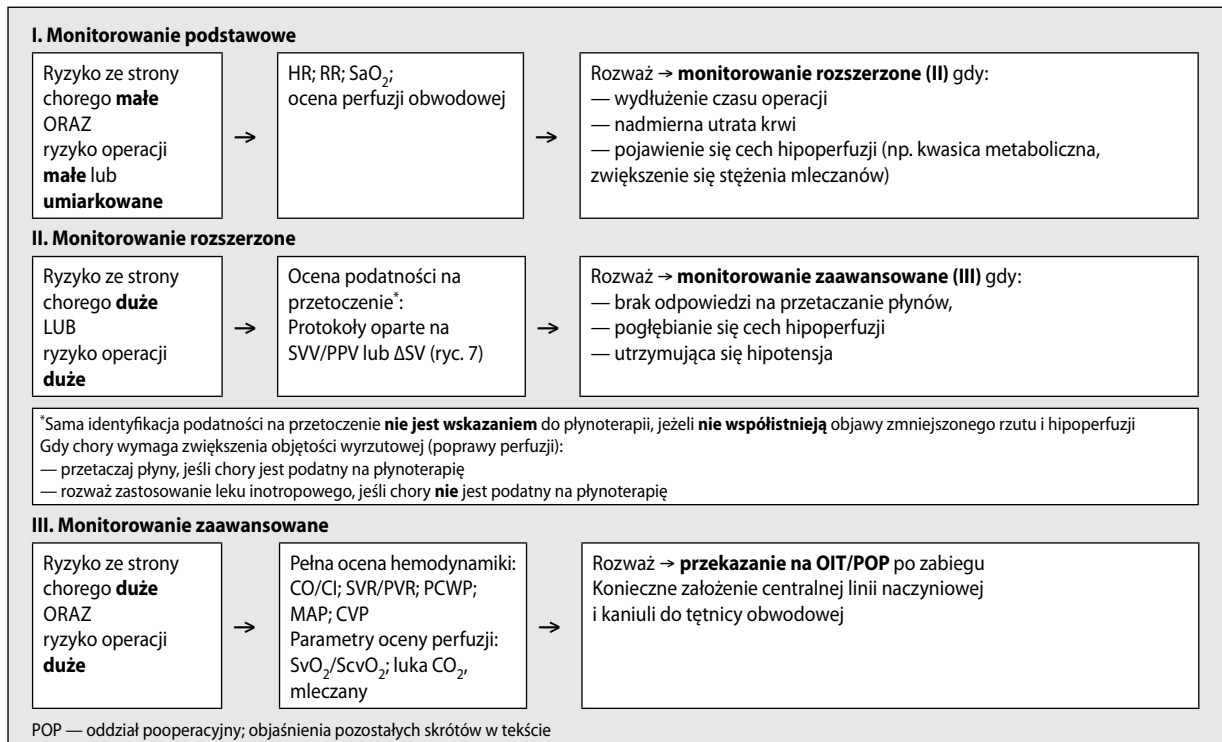 I. Monitorowanie podstawowe
Ryzyko ze strony
chorego małe
ORAZ
ryzyko operacji
małe lub
umiarkowane
→
HR; RR; SaO₂;
ocena perfuzji obwodowej
→
Rozważ → monitorowanie rozszerzone (II) gdy:
— wydłużenie czasu operacji
— nadmierna utrata krwi
— pojawienie się cech hipoperfuzji (np. kwasica metaboliczna,
zwiększenie się stężenia mleczanów)
II. Monitorowanie rozszerzone
Ryzyko ze strony
chorego duże
LUB
ryzyko operacji
duże
→
Ocena podatności na
przetoczenie*:
Protokoły oparte na
SVV/PPV lub ΔSV (ryc. 7)
→
Rozważ → monitorowanie zaawansowane (III) gdy:
— brak odpowiedzi na przetaczanie płynów,
— pogłębianie się cech hipoperfuzji
— utrzymująca się hipotensja
*Sama identyfikacja podatności na przetoczenie nie jest wskazaniem do płynoterapii, jeżeli nie współistnieją objawy zmniejszonego rzutu i hipoperfuzji
Gdy chory wymaga zwiększenia objętości wyrzutowej (poprawy perfuzji):
— przetaczaj płyny, jeśli chory jest podatny na płynoterapię
— rozważ zastosowanie leku inotropowego, jeśli chory nie jest podatny na płynoterapię
III. Monitorowanie zaawansowane
Ryzyko ze strony
chorego duże
ORAZ
ryzyko operacji
duże
→
Pełna ocena hemodynamiki:
CO/CI; SVR/PVR; PCWP;
MAP; CVP
Parametry oceny perfuzji:
SvO₂/ScvO₂; luka CO₂,
mleczany
→
Rozważ → przekazanie na OIT/POP po zabiegu
Konieczne założenie centralnej linii naczyniowej
i kaniuli do tętnicy obwodowej
POP — oddział pooperacyjny; objaśnienia pozostałych skrótów w tekście